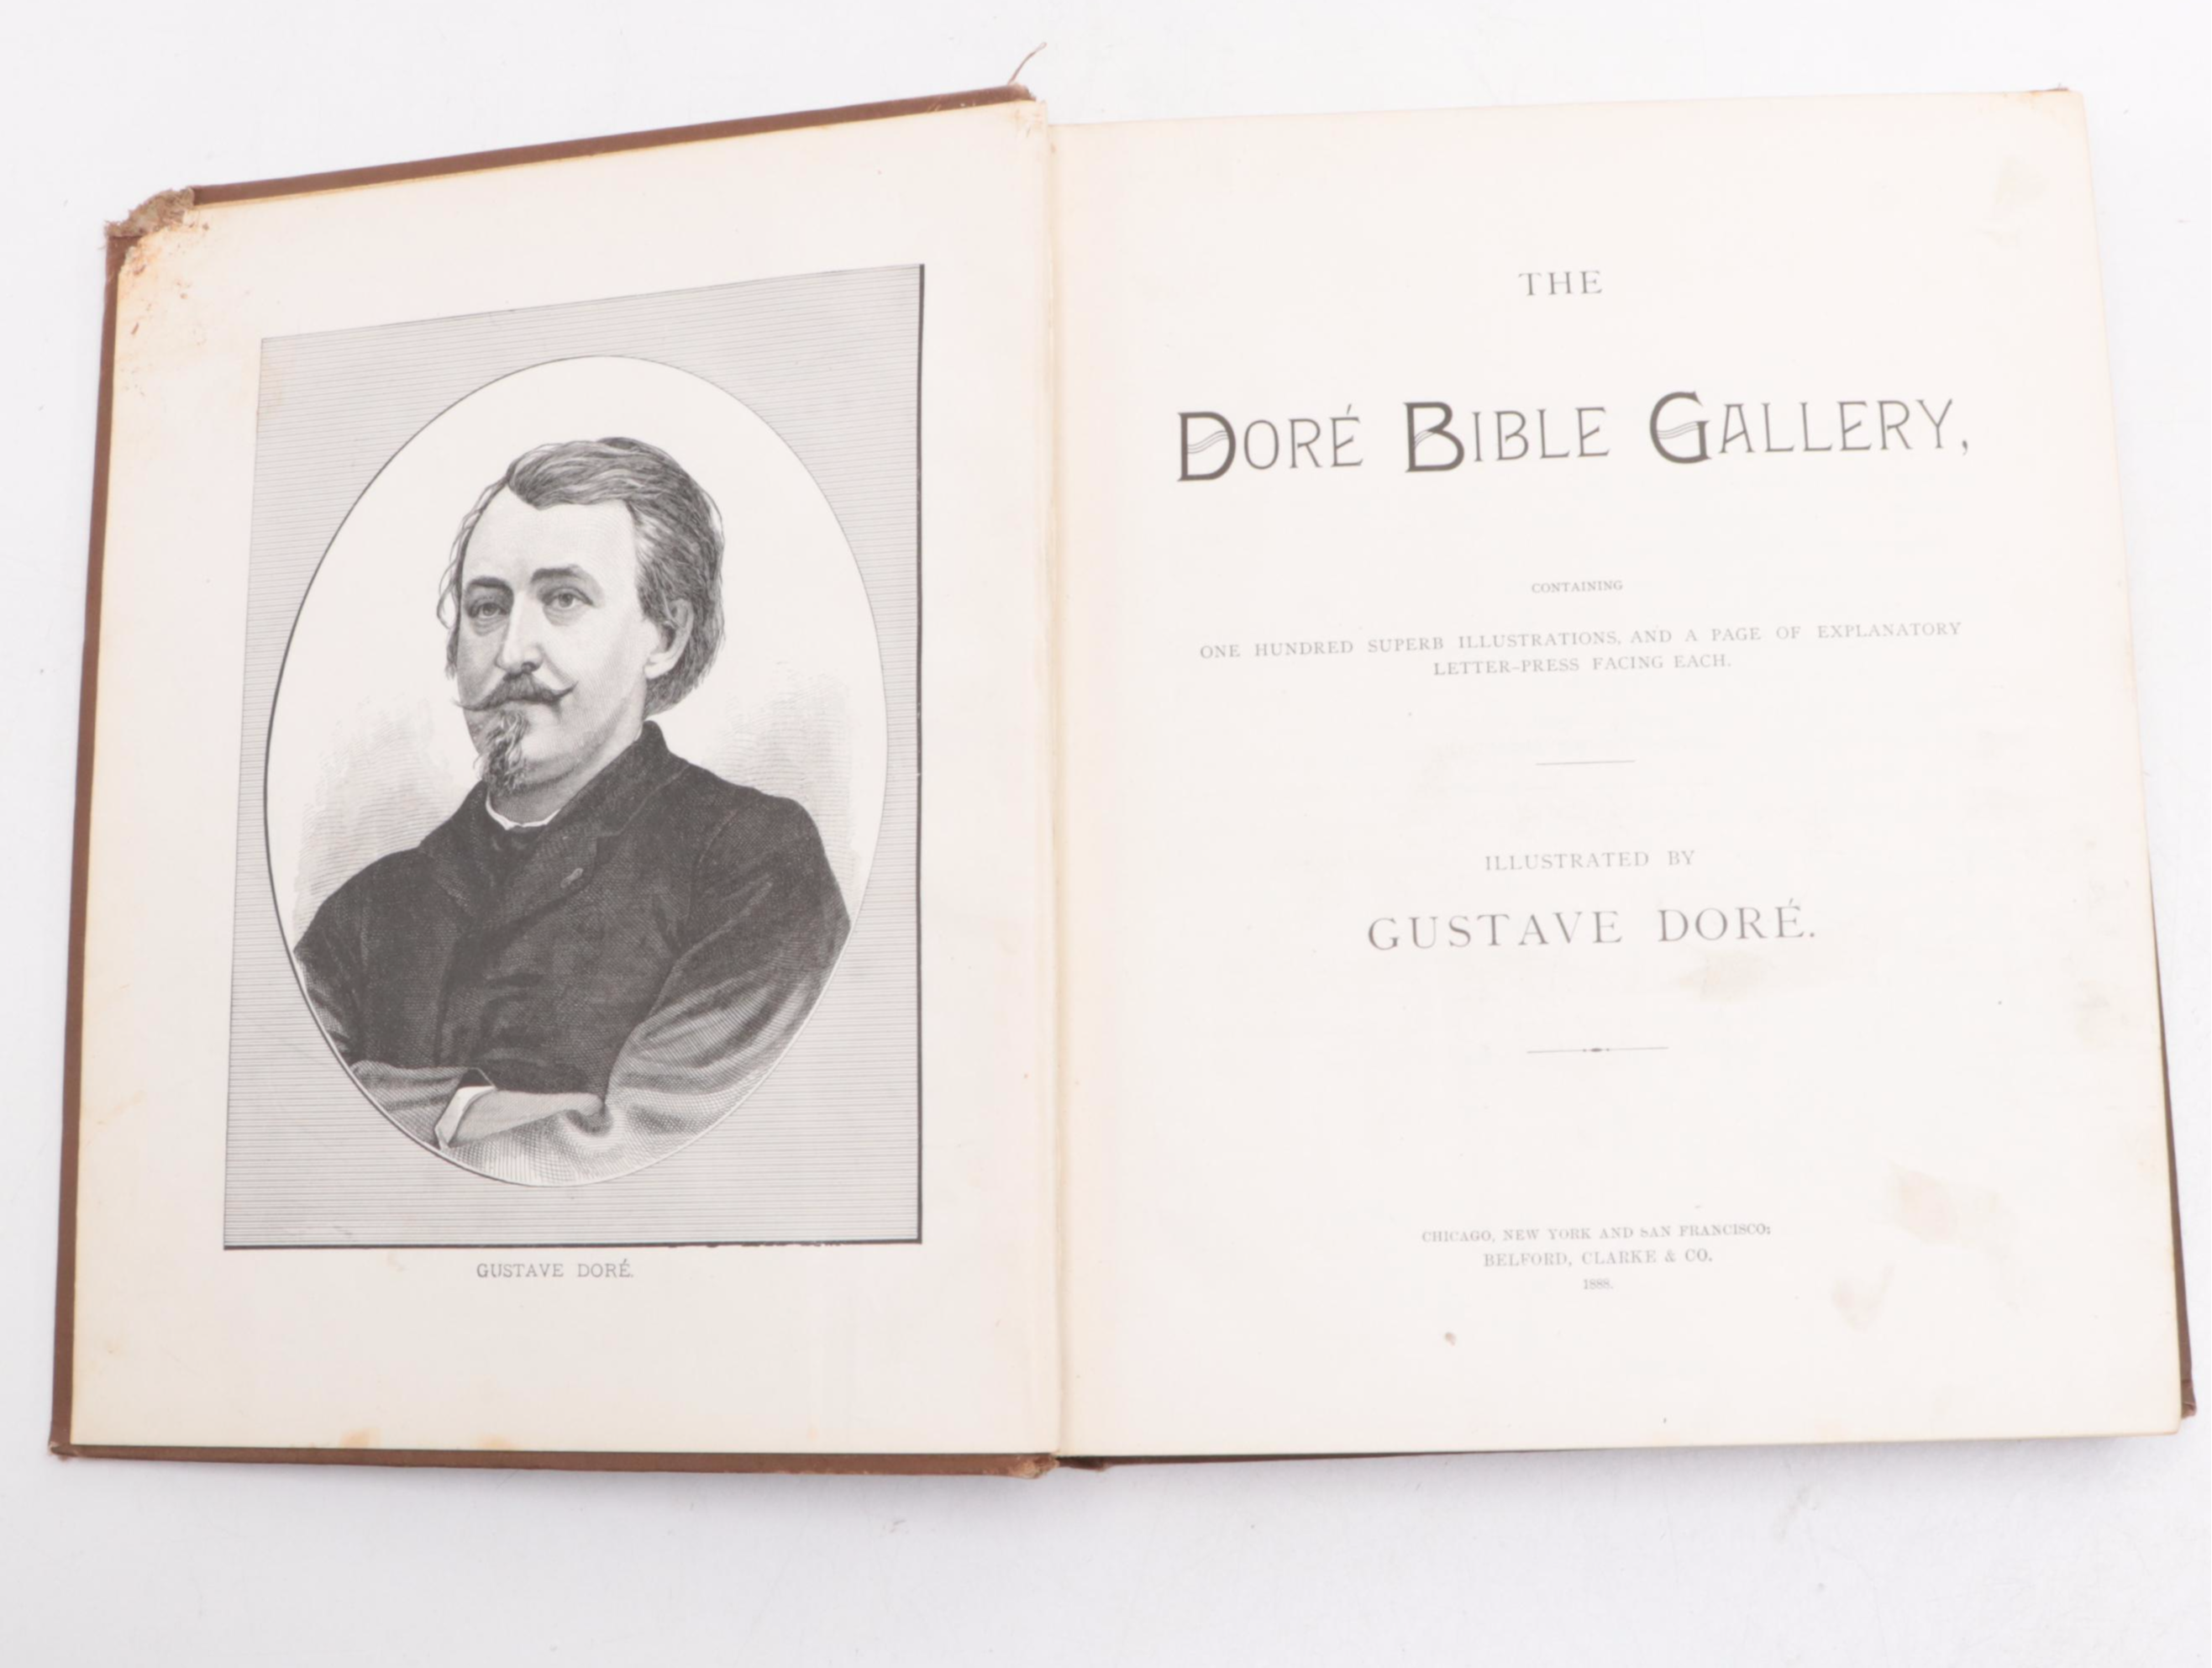 GUSTAVE DORÉ.
THE
DORÉ BIBLE GALLERY,
CONTAINING
ONE HUNDRED SUPERB ILLUSTRATIONS, AND A PAGE OF EXPLANATORY
LETTER-PRESS FACING EACH.
ILLUSTRATED BY
GUSTAVE DORÉ.
CHICAGO, NEW YORK AND SAN FRANCISCO:
BELFORD, CLARKE & CO.
1888.